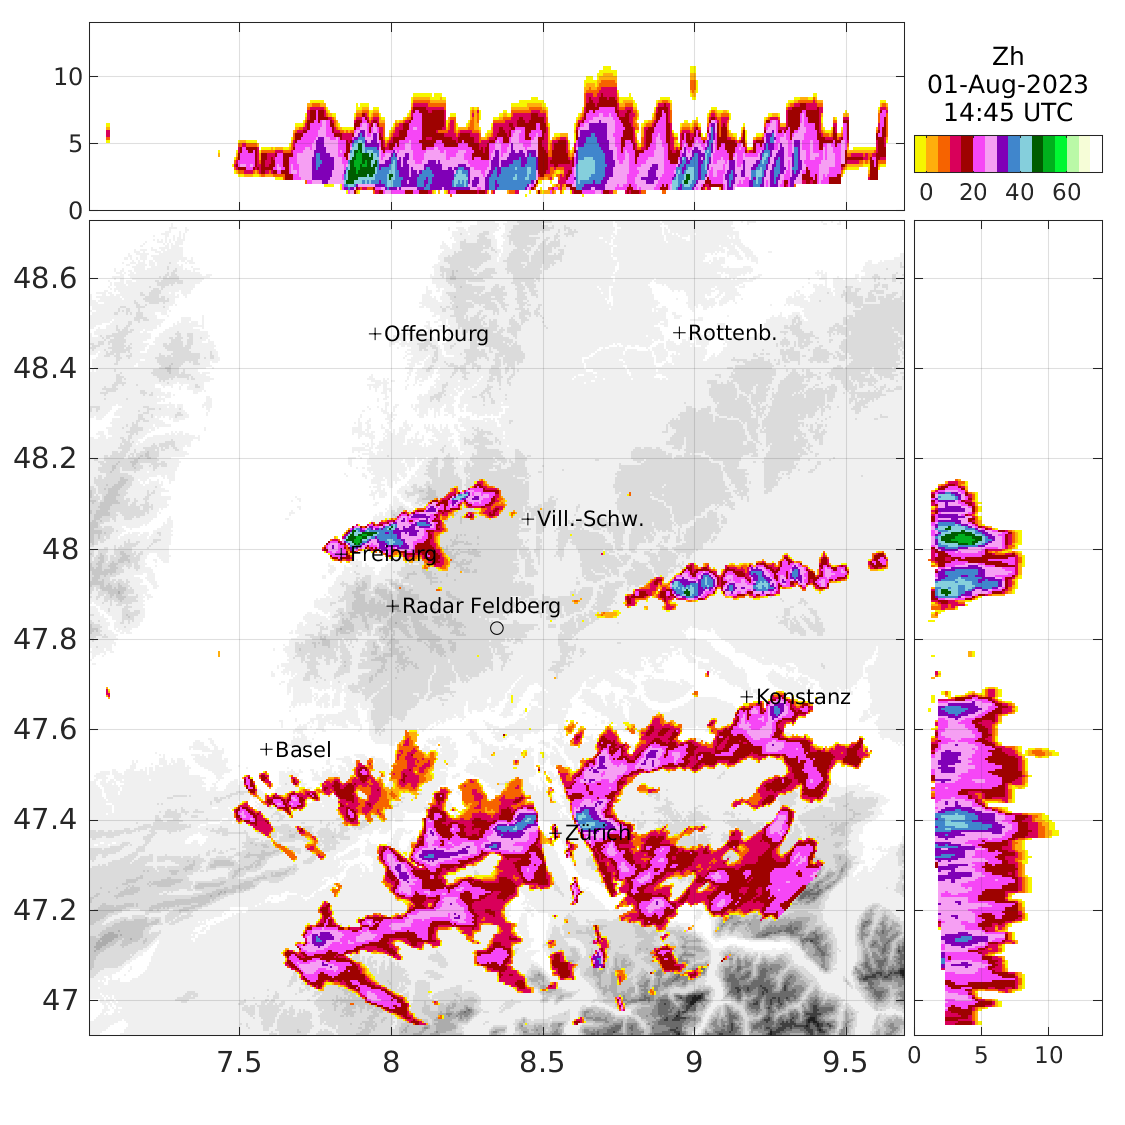 Zh
01-Aug-2023
14:45 UTC
0 20 40 60
10
5
0
48.6
48.4
48.2
48
47.8
47.6
47.4
47.2
47
Offenburg
Rottenb.
Vill.-Schw.
Freiburg
Radar Feldberg
Konstanz
Basel
Zürich
7.5 8 8.5 9 9.5
0 5 10